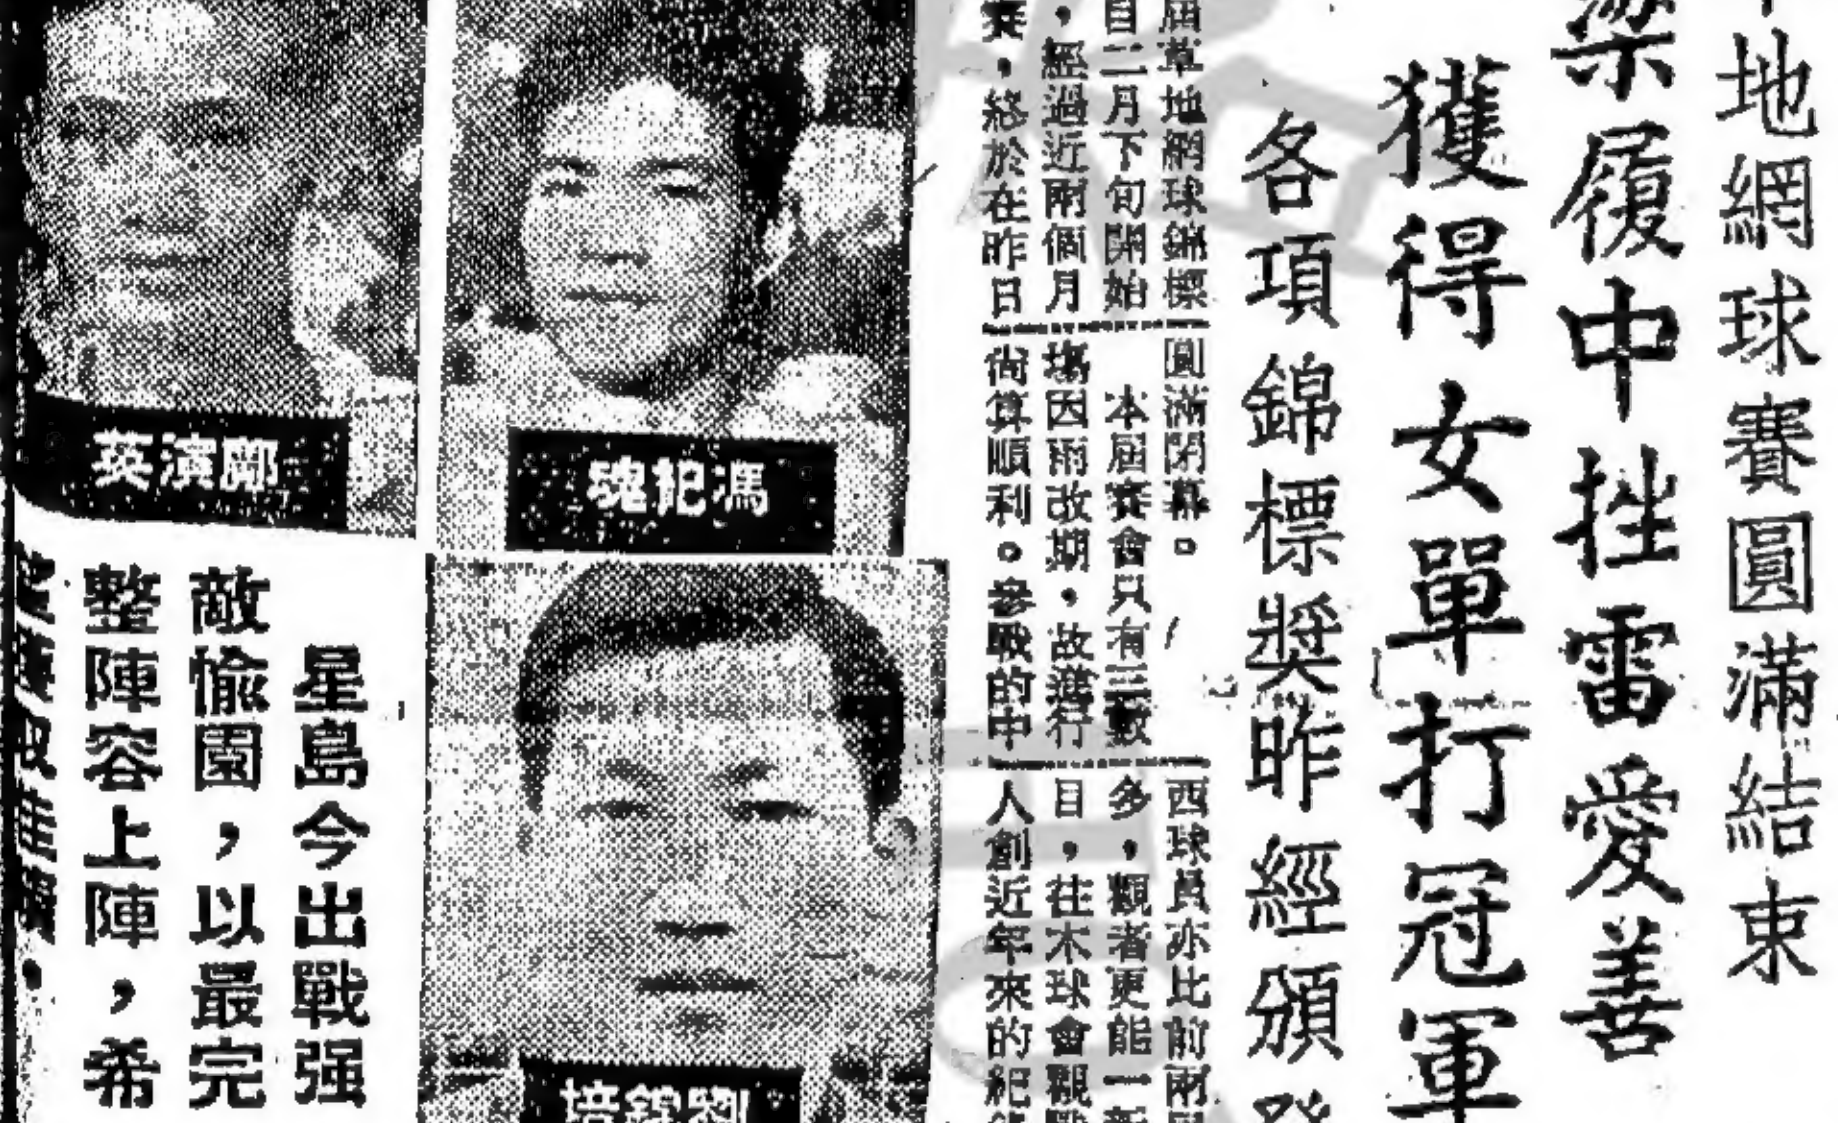 地網球賽圓滿結束
梁履中挫雷愛善
獲得女單打冠軍
各項錦標獎昨經頒
屆草地網球錦標
自二月下旬開始
，經過近兩個月
賽，終於在昨日
圓滿閉幕。
本屆賽會只有三數
塲因雨改期，故進行
尙算順利。參戰的中
西球員亦比前兩屆
多，觀者更能一新
目，往木球會觀戰
人創近年來的紀
馮紀魂
鄺演英
劉錦培
星島今出戰强
敵愉園，以最完
整陣容上陣，希